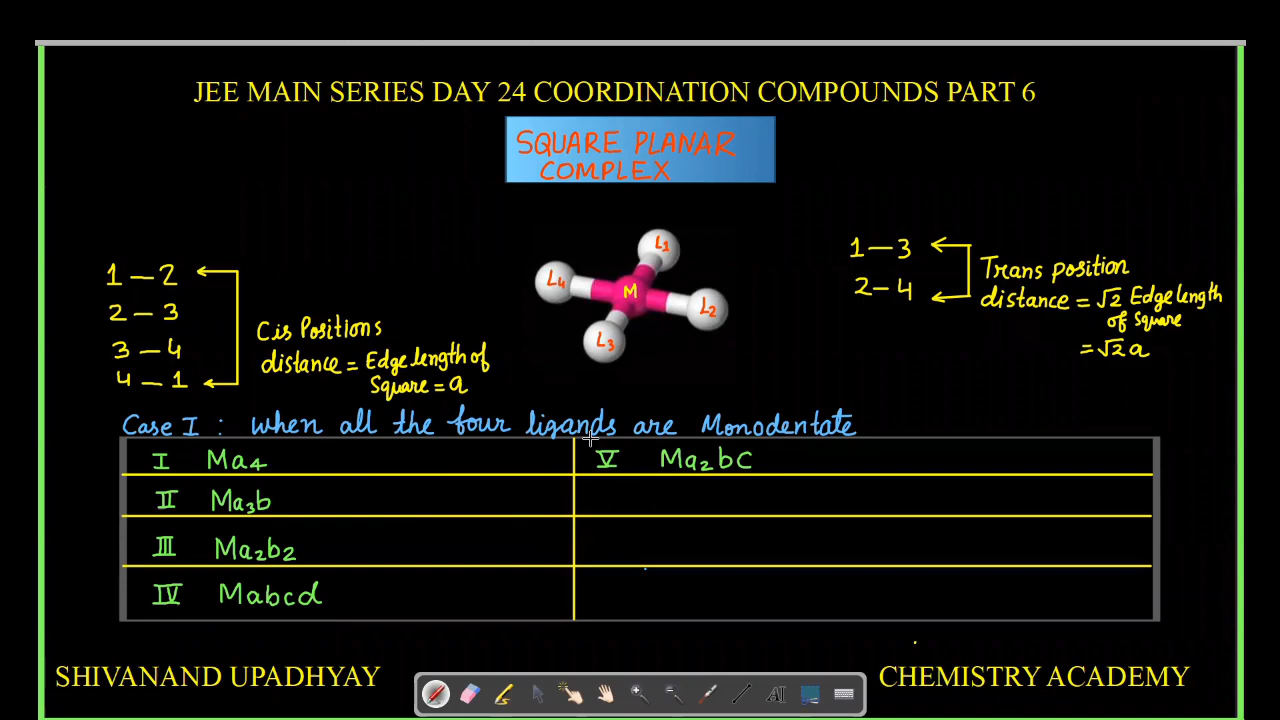 JEE MAIN SERIES DAY 24 COORDINATION COMPOUNDS PART 6
SQUARE PLANAR
COMPLEX
1 — 2
2 — 3
3 — 4
4 — 1
Cis Positions
distance = Edge length of
Square = a
L1
L4
M
L2
L3
1 — 3
2 — 4
Trans position
distance = √2 Edge length
of Square
= √2 a
Case I : When all the four ligands are Monodentate
I Ma₄
V Ma₂bc
II Ma₃b
III Ma₂b₂
IV Mabcd
SHIVANAND UPADHYAY
CHEMISTRY ACADEMY
AI